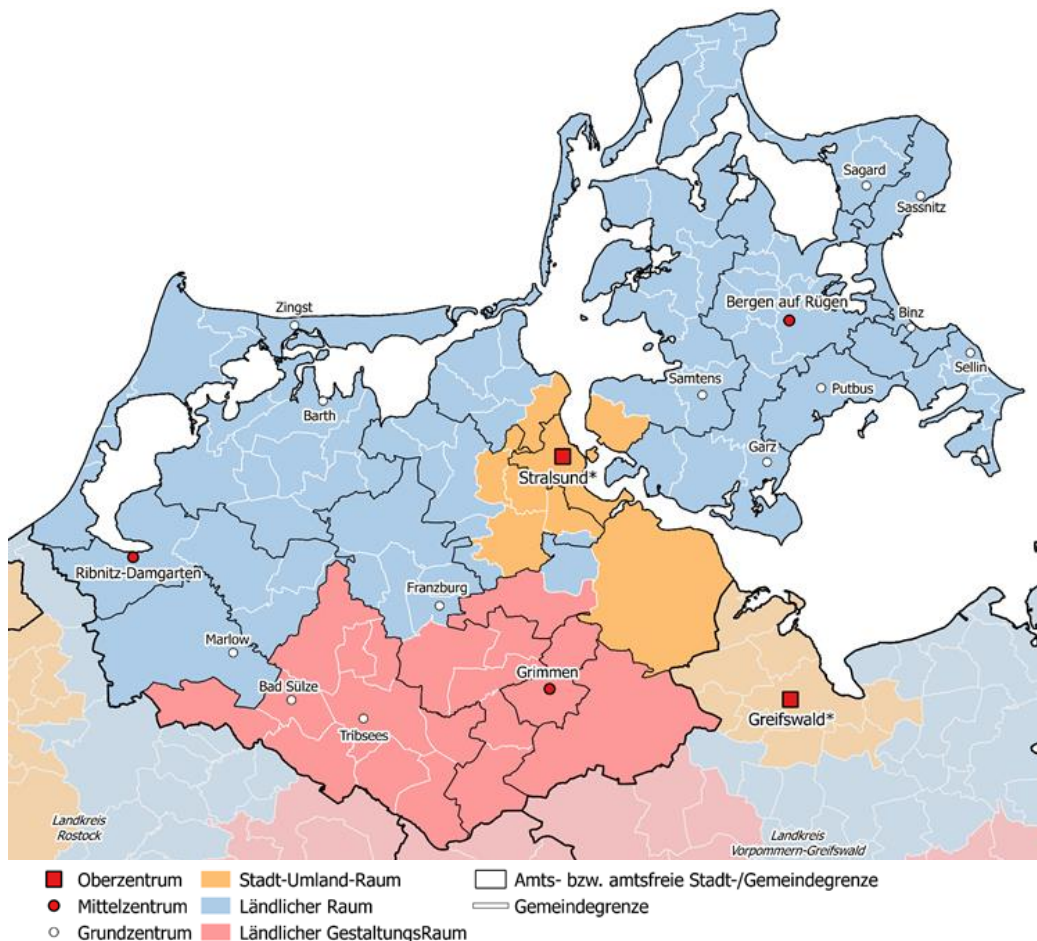 Sagard
Sassnitz
Zingst
Bergen auf Rügen
Binz
Sellin
Samtens
Putbus
Barth
Garz
Stralsund*
Ribnitz-Damgarten
Franzburg
Marlow
Grimmen
Bad Sülze
Tribsees
Greifswald*
Landkreis
Rostock
Landkreis
Vorpommern-Greifswald
Oberzentrum
Stadt-Umland-Raum
Amts- bzw. amtsfreie Stadt-/Gemeindegrenze
Mittelzentrum
Ländlicher Raum
Gemeindegrenze
Grundzentrum
Ländlicher GestaltungsRaum